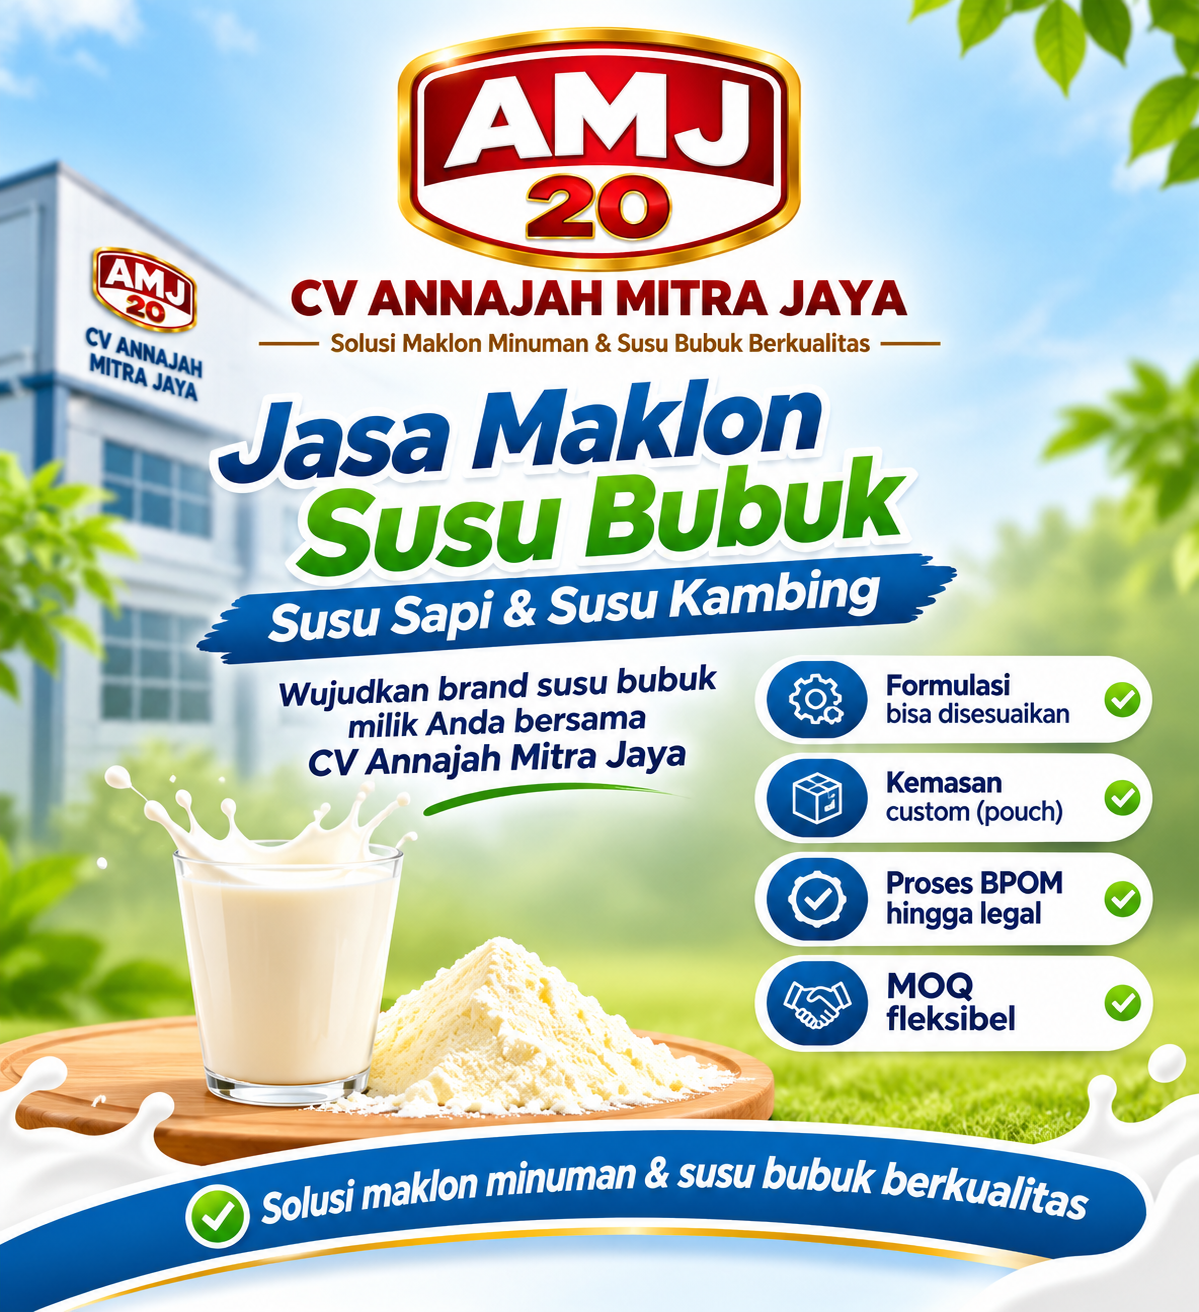 AMJ
20
CV ANNAJAH MITRA JAYA
Solusi Maklon Minuman & Susu Bubuk Berkualitas
AMJ
20
CV ANNAJAH
MITRA JAYA
Jasa Maklon
Susu Bubuk
Susu Sapi & Susu Kambing
Wujudkan brand susu bubuk
milik Anda bersama
CV Annajah Mitra Jaya
Formulasi
bisa disesuaikan
Kemasan
custom (pouch)
Proses BPOM
hingga legal
MOQ
fleksibel
Solusi maklon minuman & susu bubuk berkualitas